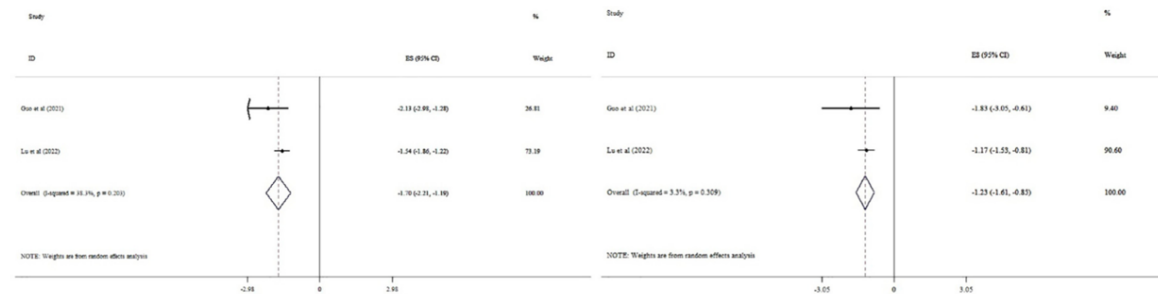 Study %
ID ES (95% CI) Weight
Guo et al (2021) -2.13 (-2.98, -1.28) 26.81
Lu et al (2022) -1.54 (-1.86, -1.22) 73.19
Overall (I-squared = 38.3%, p = 0.203) -1.70 (-2.21, -1.19) 100.00
NOTE: Weights are from random effects analysis
-2.98 0 2.98
Study %
ID ES (95% CI) Weight
Guo et al (2021) -1.83 (-3.05, -0.61) 9.40
Lu et al (2022) -1.17 (-1.53, -0.81) 90.60
Overall (I-squared = 3.3%, p = 0.309) -1.23 (-1.61, -0.85) 100.00
NOTE: Weights are from random effects analysis
-3.05 0 3.05